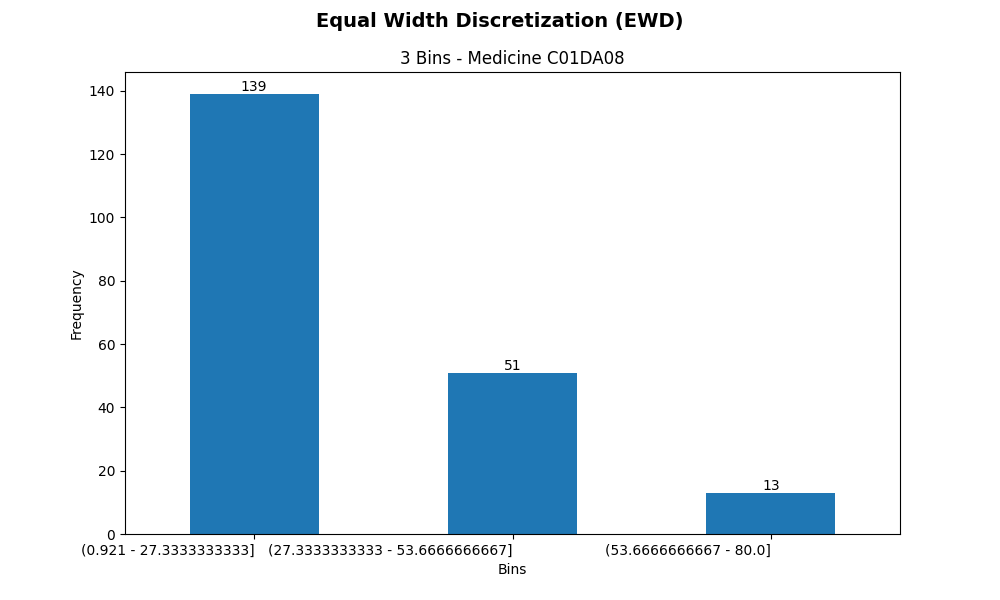 Equal Width Discretization (EWD)
3 Bins - Medicine C01DA08
139
51
13
140
120
100
80
60
40
20
0
Frequency
(0.921 - 27.3333333333] (27.3333333333 - 53.6666666667] (53.6666666667 - 80.0]
Bins